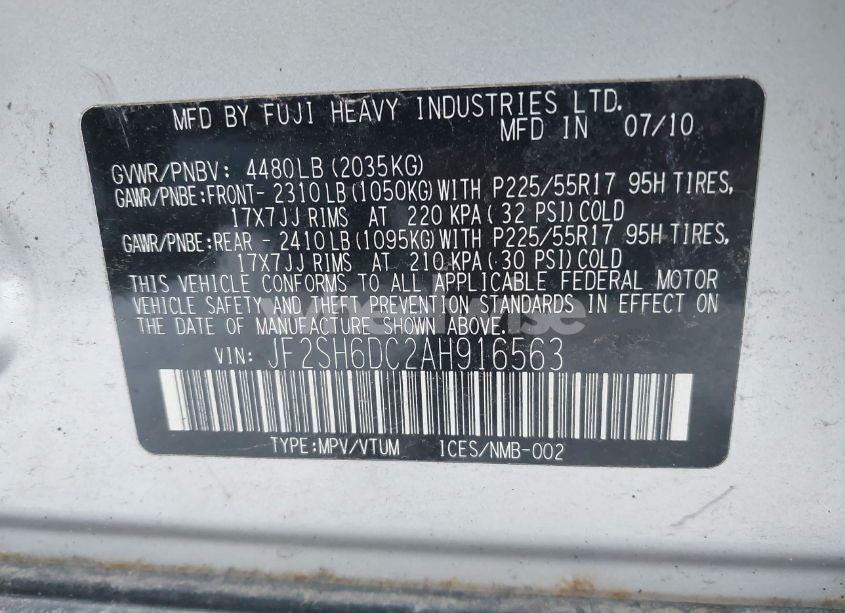 MFD BY FUJI HEAVY INDUSTRIES LTD.
MFD IN 07/10
GVWR/PNBV: 4480LB(2035KG)
GAWR/PNBE:FRONT- 2310LB(1050KG)WITH P225/55R17 95H TIRES,
17X7JJ RIMS AT 220 KPA( 32 PSI)COLD
GAWR/PNBE:REAR - 2410LB(1095KG)WITH P225/55R17 95H TIRES,
17X7JJ RIMS AT 210 KPA( 30 PSI)COLD
THIS VEHICLE CONFORMS TO ALL APPLICABLE FEDERAL MOTOR
VEHICLE SAFETY AND THEFT PREVENTION STANDARDS IN EFFECT ON
THE DATE OF MANUFACTURE SHOWN ABOVE.
VIN: JF2SH6DC2AH916563
TYPE:MPV/VTUM ICES/NMB-002